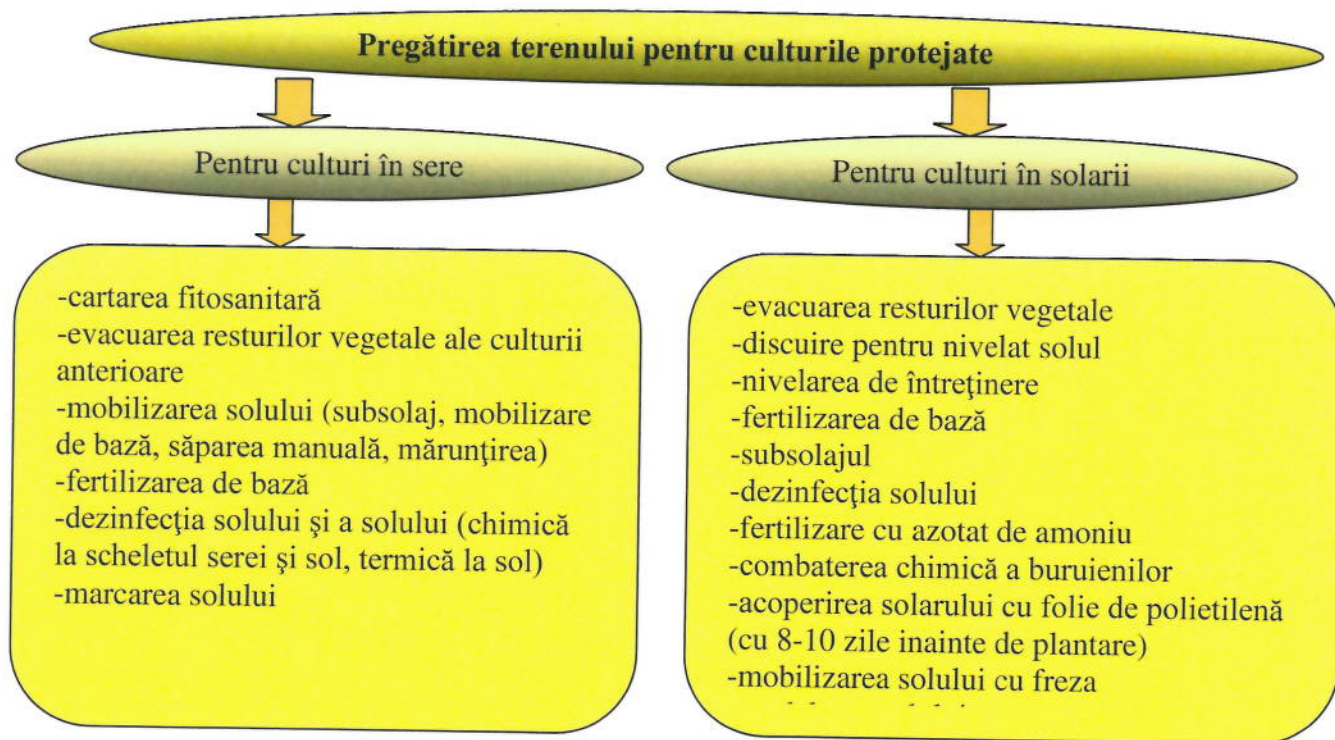 Pregătirea terenului pentru culturile protejate
Pentru culturi în sere
Pentru culturi în solarii
-cartarea fitosanitară
-evacuarea resturilor vegetale ale culturii
anterioare
-mobilizarea solului (subsolaj, mobilizare
de bază, săparea manuală, mărunţirea)
-fertilizarea de bază
-dezinfecţia solului şi a solului (chimică
la scheletul serei şi sol, termică la sol)
-marcarea solului
-evacuarea resturilor vegetale
-discuire pentru nivelat solul
-nivelarea de întreţinere
-fertilizarea de bază
-subsolajul
-dezinfecţia solului
-fertilizare cu azotat de amoniu
-combaterea chimică a buruienilor
-acoperirea solarului cu folie de polietilenă
(cu 8-10 zile inainte de plantare)
-mobilizarea solului cu freza